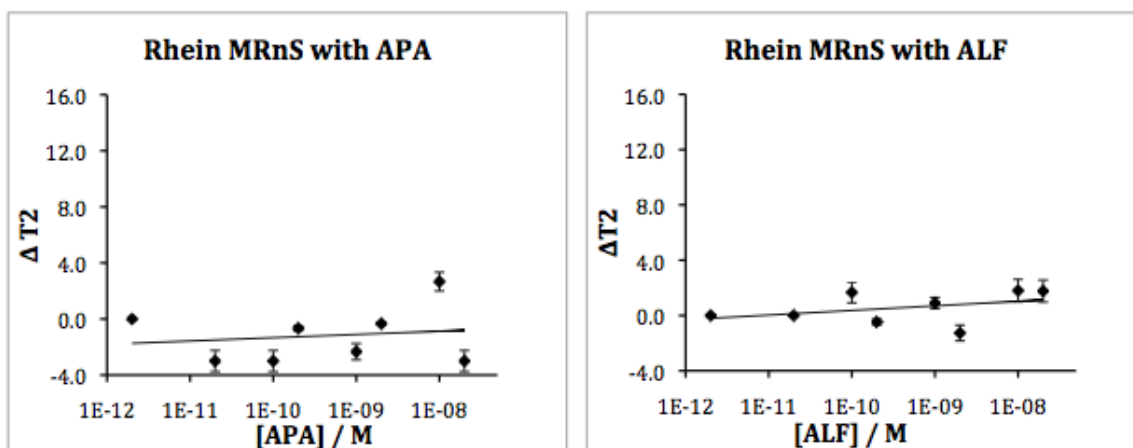 Rhein MRnS with APA
16.0
12.0
8.0
4.0
0.0
-4.0
Δ T2
1E-12 1E-11 1E-10 1E-09 1E-08
[APA] / M
Rhein MRnS with ALF
16.0
12.0
8.0
4.0
0.0
-4.0
ΔT2
1E-12 1E-11 1E-10 1E-09 1E-08
[ALF] / M